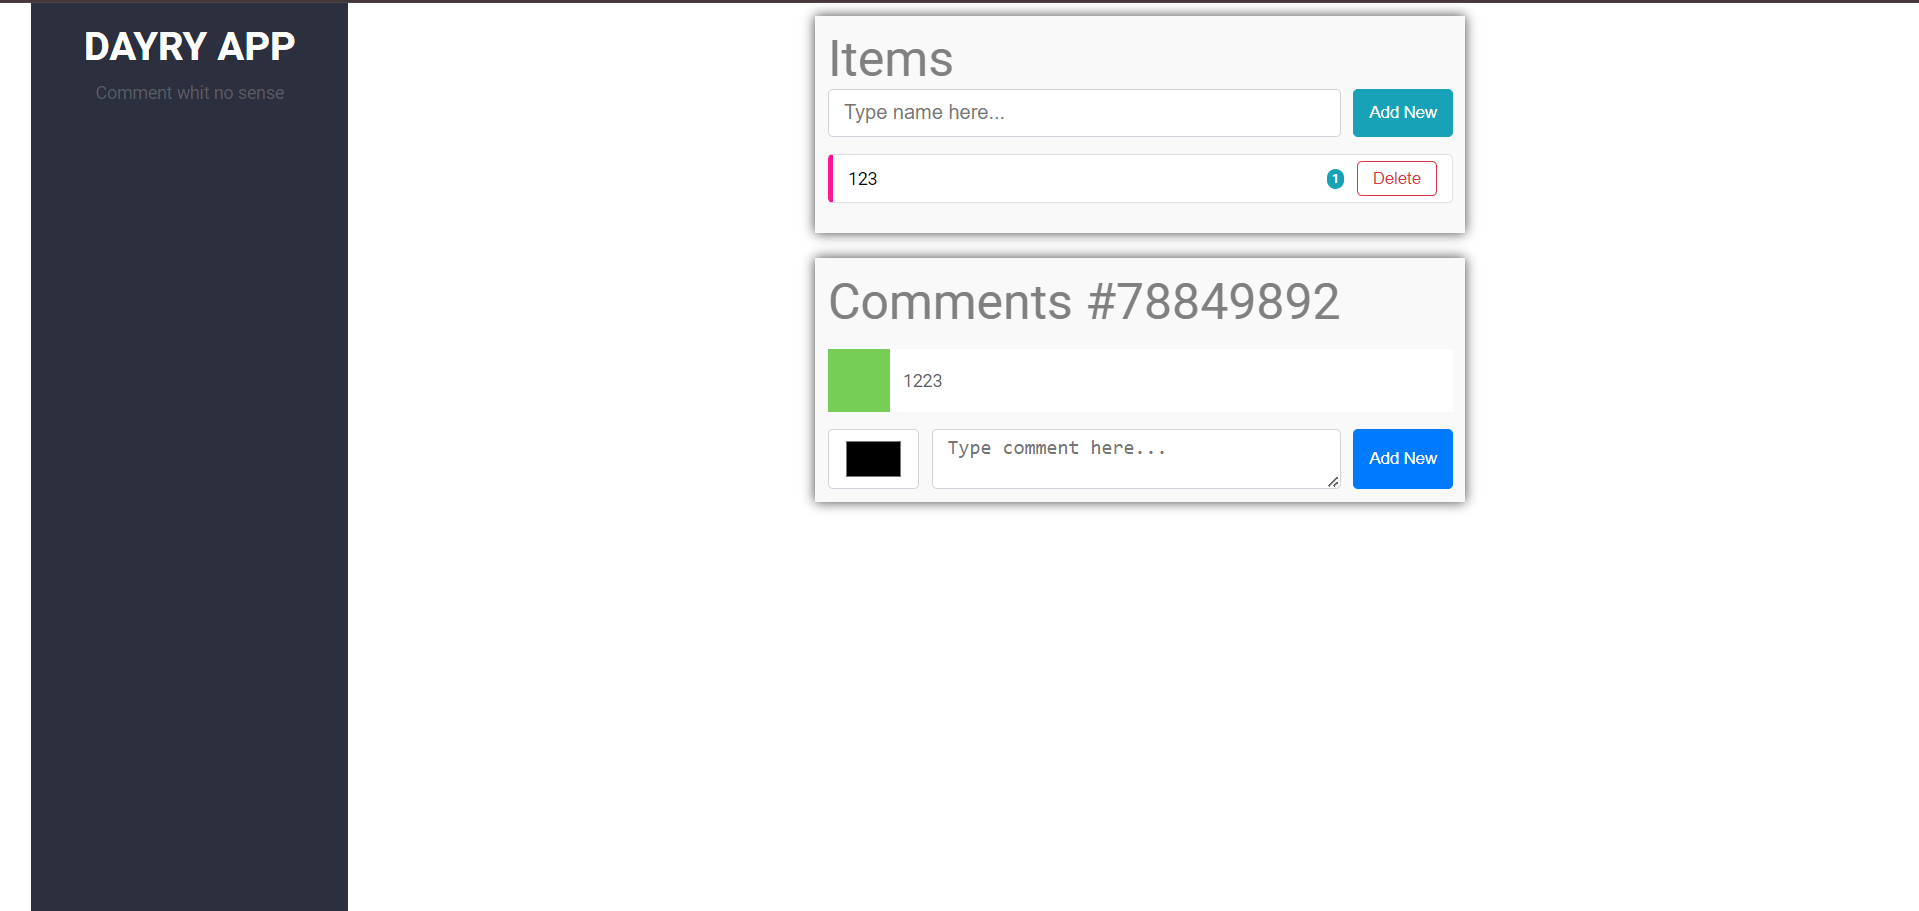 DAYRY APP
Comment whit no sense
Items
Type name here...
Add New
123
1
Delete
Comments #78849892
1223
Type comment here...
Add New